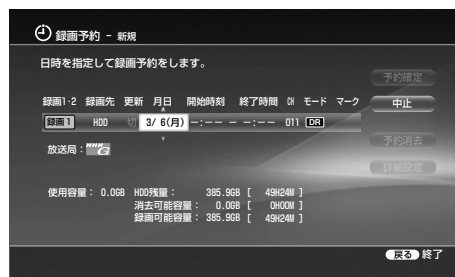 録画予約 - 新規
日時を指定して録画予約をします。
予約確定
録画1・2 録画先 更新 月日 開始時刻 終了時間 CH モード マーク
中止
録画1 HDD 切 3/ 6(月) -:-- - -:-- 011 DR
予約消去
放送局： NHK G
詳細設定
使用容量： 0.0GB HDD残量： 385.9GB [ 49H24M ]
消去可能容量： 0.0GB [ 0H00M ]
録画可能容量： 385.9GB [ 49H24M ]
戻る 終了